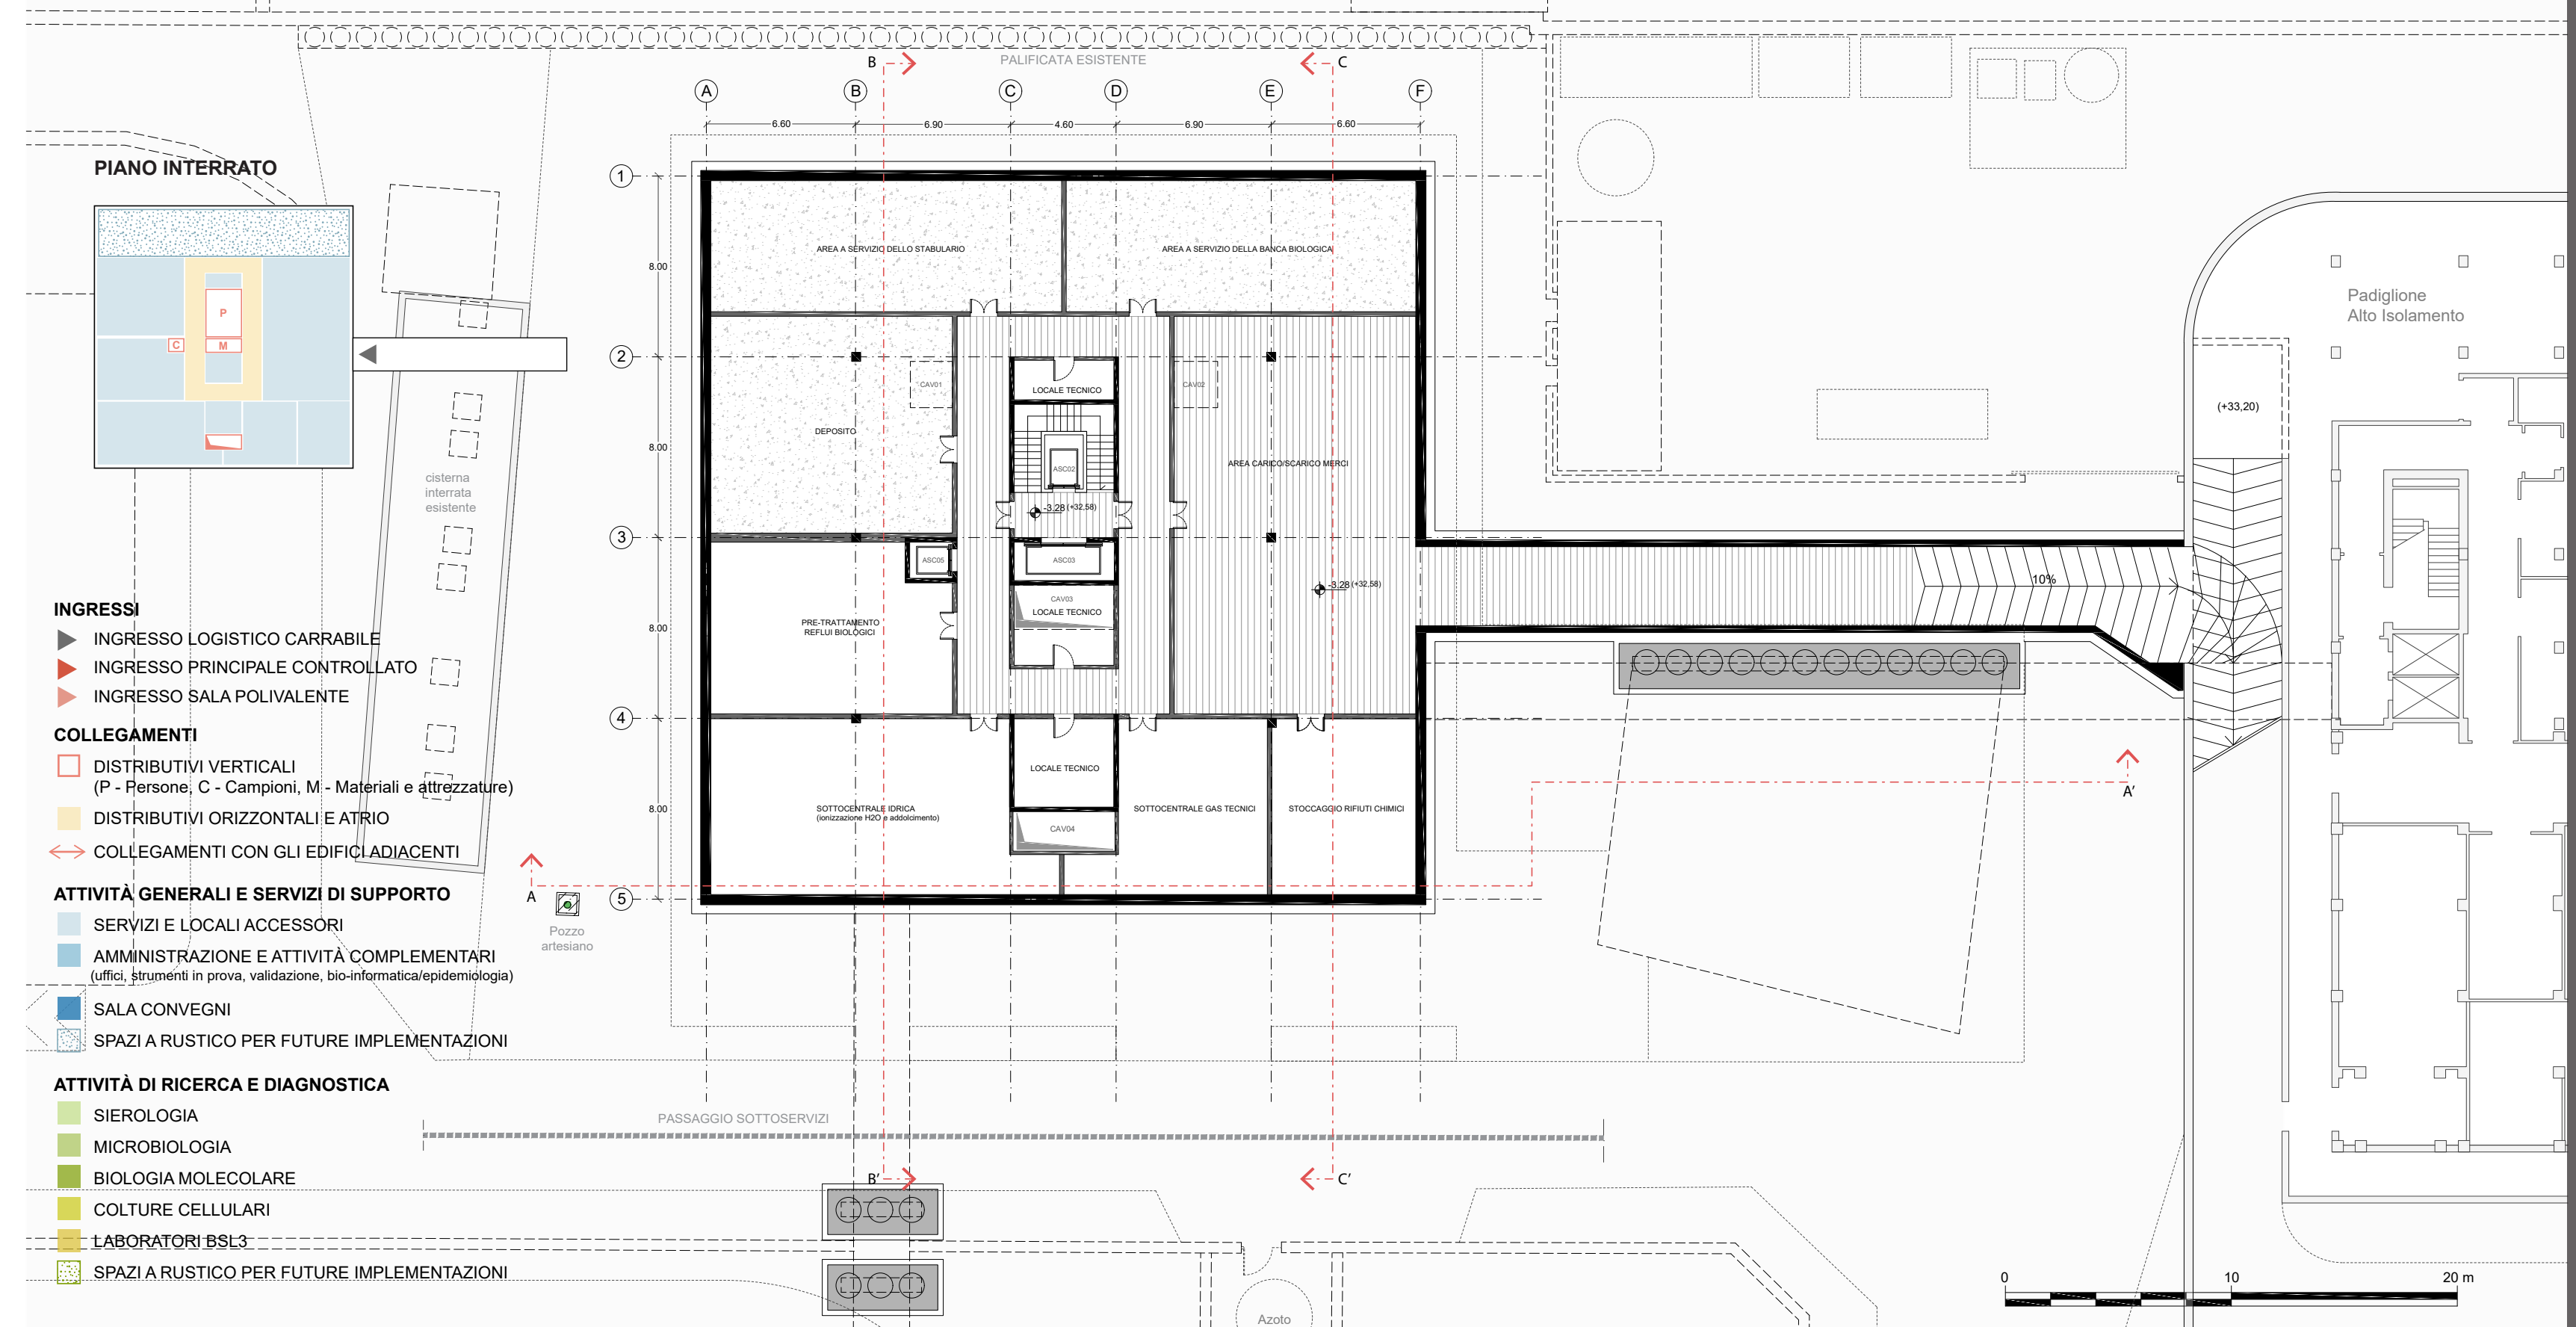 PALIFICATA ESISTENTE
B
C
A
B
C
D
E
F
6.60
6.90
4.60
6.90
6.60
PIANO INTERRATO
P
C
M
cisterna
interrata
esistente
INGRESSI
INGRESSO LOGISTICO CARRABILE
INGRESSO PRINCIPALE CONTROLLATO
INGRESSO SALA POLIVALENTE
COLLEGAMENTI
DISTRIBUTIVI VERTICALI
(P - Persone, C - Campioni, M - Materiali e attrezzature)
DISTRIBUTIVI ORIZZONTALI E ATRIO
COLLEGAMENTI CON GLI EDIFICI ADIACENTI
ATTIVITÀ GENERALI E SERVIZI DI SUPPORTO
SERVIZI E LOCALI ACCESSORI
AMMINISTRAZIONE E ATTIVITÀ COMPLEMENTARI
(uffici, strumenti in prova, validazione, bio-informatica/epidemiologia)
SALA CONVEGNI
SPAZI A RUSTICO PER FUTURE IMPLEMENTAZIONI
ATTIVITÀ DI RICERCA E DIAGNOSTICA
SIEROLOGIA
MICROBIOLOGIA
BIOLOGIA MOLECOLARE
COLTURE CELLULARI
LABORATORI BSL3
SPAZI A RUSTICO PER FUTURE IMPLEMENTAZIONI
1
2
3
4
5
8.00
8.00
8.00
8.00
AREA A SERVIZIO DELLO STABULARIO
AREA A SERVIZIO DELLA BANCA BIOLOGICA
CAV01
LOCALE TECNICO
CAV02
DEPOSITO
ASC02
AREA CARICO/SCARICO MERCI
-3.28 (+32,58)
ASC05
ASC03
-3.28 (+32,58)
CAV03
LOCALE TECNICO
PRE-TRATTAMENTO
REFLUI BIOLOGICI
LOCALE TECNICO
SOTTOCENTRALE IDRICA
(ionizzazione H2O e addolcimento)
SOTTOCENTRALE GAS TECNICI
STOCCAGGIO RIFIUTI CHIMICI
CAV04
10%
Padiglione
Alto Isolamento
(+33,20)
A
A'
Pozzo
artesiano
PASSAGGIO SOTTOSERVIZI
B'
C'
Azoto
0
10
20 m